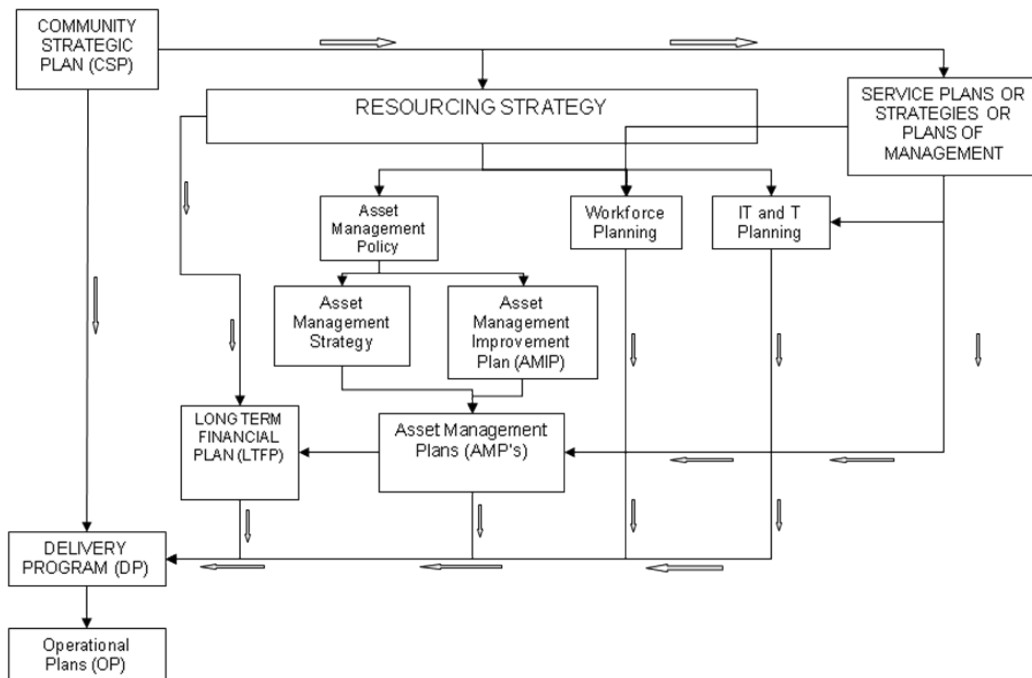 COMMUNITY
STRATEGIC
PLAN (CSP)
RESOURCING STRATEGY
SERVICE PLANS OR
STRATEGIES OR
PLANS OF
MANAGEMENT
Asset
Management
Policy
Workforce
Planning
IT and T
Planning
Asset
Management
Strategy
Asset
Management
Improvement
Plan (AMIP)
LONG TERM
FINANCIAL
PLAN (LTFP)
Asset Management
Plans (AMP's)
DELIVERY
PROGRAM (DP)
Operational
Plans (OP)